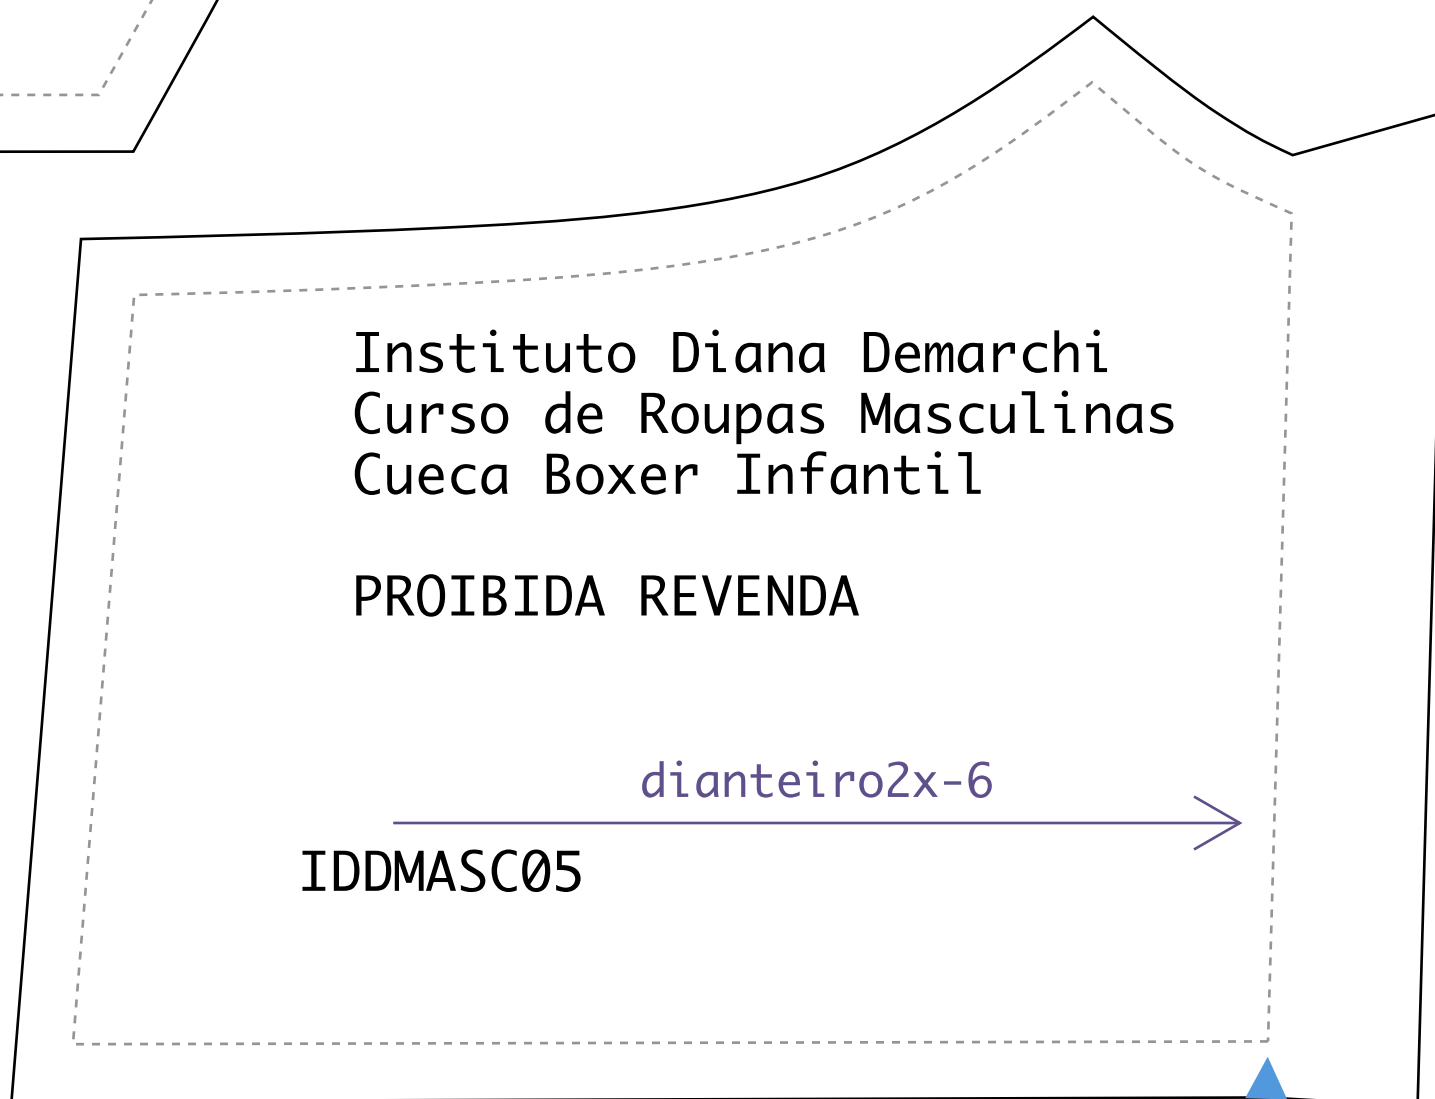 Instituto Diana Demarchi
Curso de Roupas Masculinas
Cueca Boxer Infantil
PROIBIDA REVENDA
dianteiro2x-6
IDDMASC05